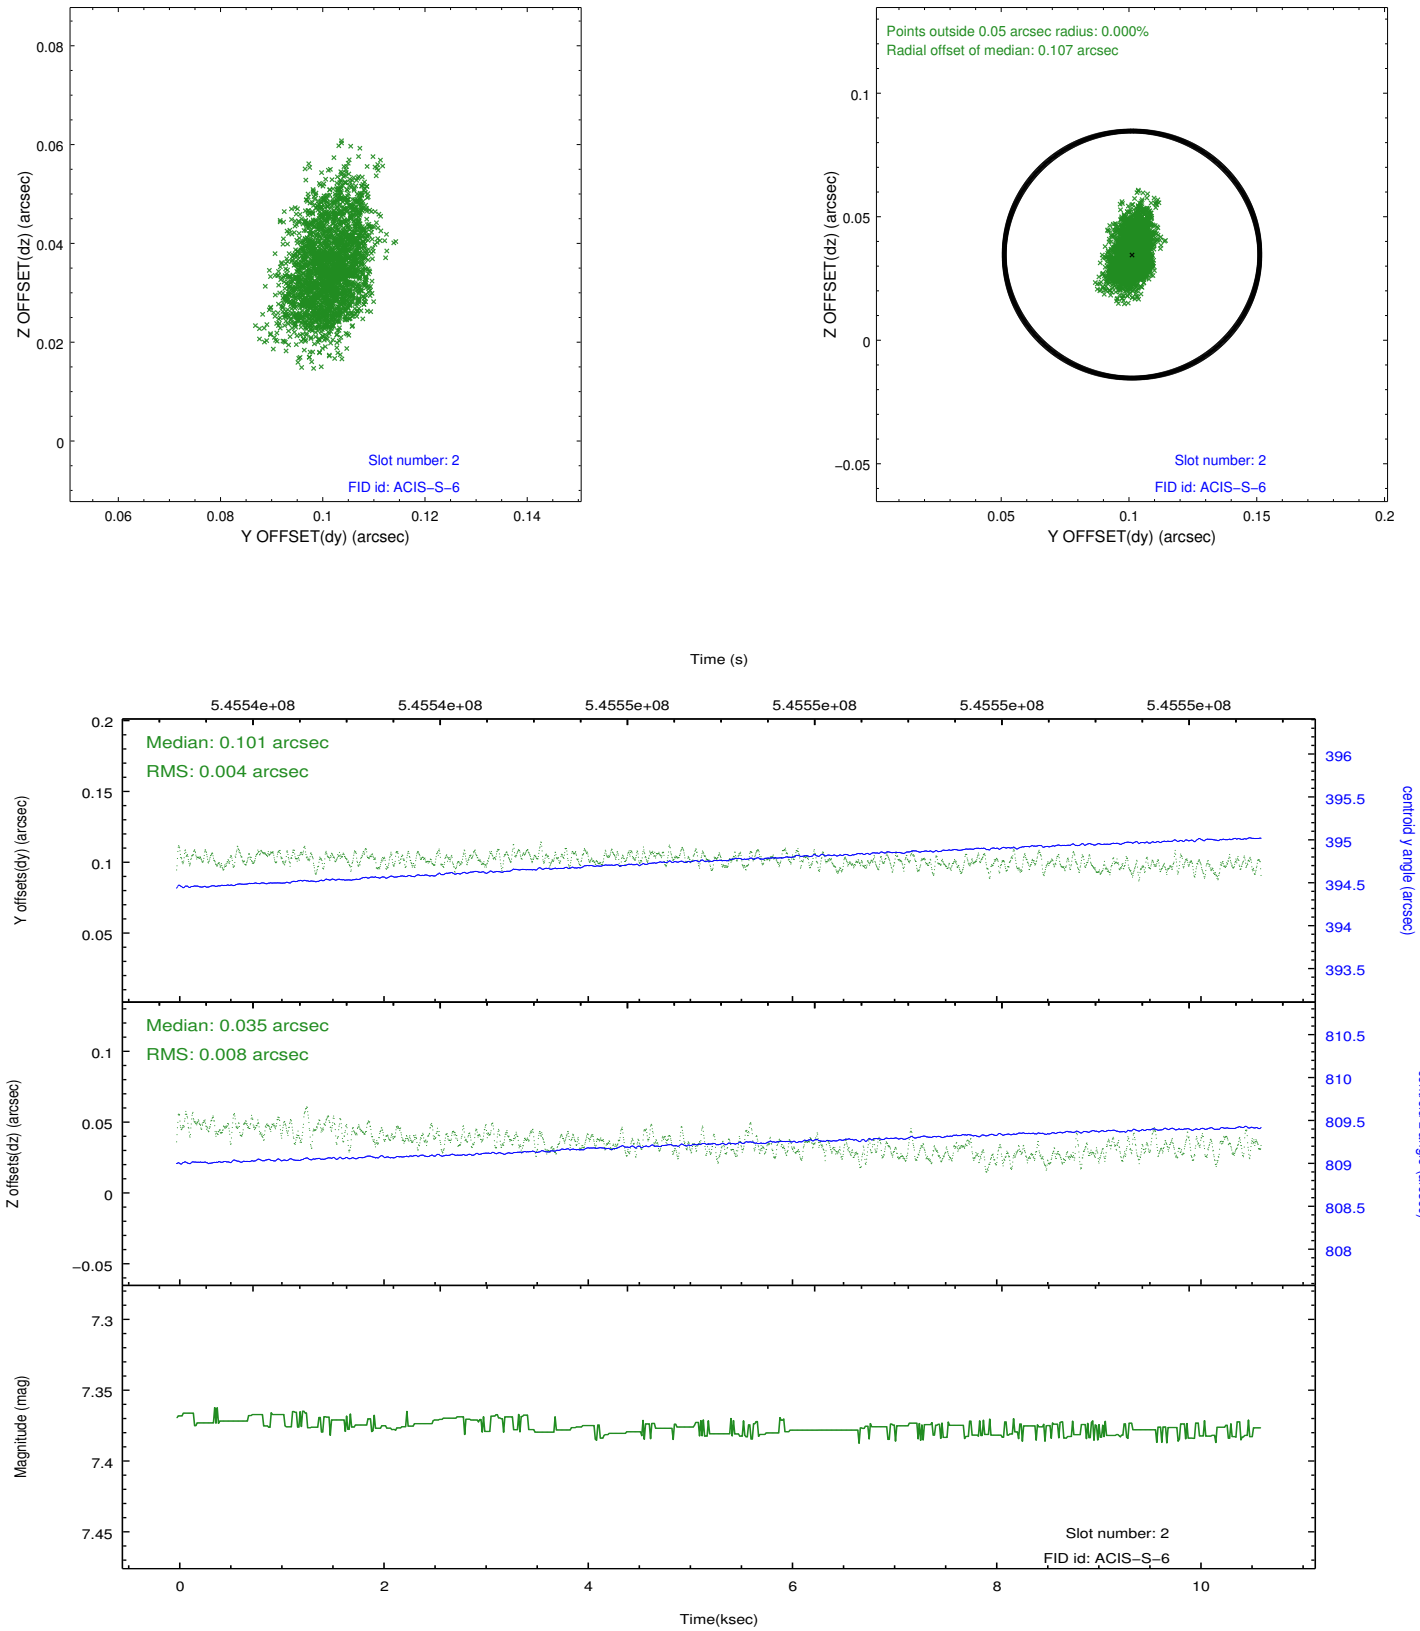 0.08
0.06
0.04
0.02
0
Z OFFSET(dz) (arcsec)
Slot number: 2
FID id: ACIS−S−6
0.06 0.08 0.1 0.12 0.14
Y OFFSET(dy) (arcsec)
Points outside 0.05 arcsec radius: 0.000%
Radial offset of median: 0.107 arcsec
0.1
0.05
0
−0.05
Z OFFSET(dz) (arcsec)
Slot number: 2
FID id: ACIS−S−6
0.05 0.1 0.15 0.2
Y OFFSET(dy) (arcsec)
Time (s)
5.4554e+08 5.4554e+08 5.4555e+08 5.4555e+08 5.4555e+08 5.4555e+08
Median: 0.101 arcsec
RMS: 0.004 arcsec
0.2
0.15
0.1
0.05
Y offsets(dy) (arcsec)
396
395.5
395
394.5
394
393.5
centroid y angle (arcsec)
Median: 0.035 arcsec
RMS: 0.008 arcsec
0.1
0.05
0
−0.05
Z offsets(dz) (arcsec)
810.5
810
809.5
809
808.5
808
7.3
7.35
7.4
7.45
Magnitude (mag)
Slot number: 2
FID id: ACIS−S−6
0 2 4 6 8 10
Time(ksec)